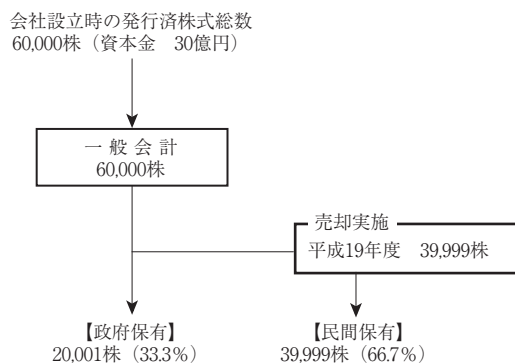 会社設立時の発行済株式総数
60,000株（資本金　30億円）
一 般 会 計
60,000株
売却実施
平成19年度　39,999株
【政府保有】
20,001株（33.3％）
【民間保有】
39,999株（66.7％）